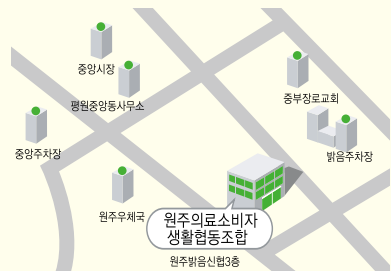 중앙시장
평원중앙동사무소
중부장로교회
중앙주차장
밝음주차장
원주우체국
원주의료소비자
생활협동조합
원주밝음신협3층